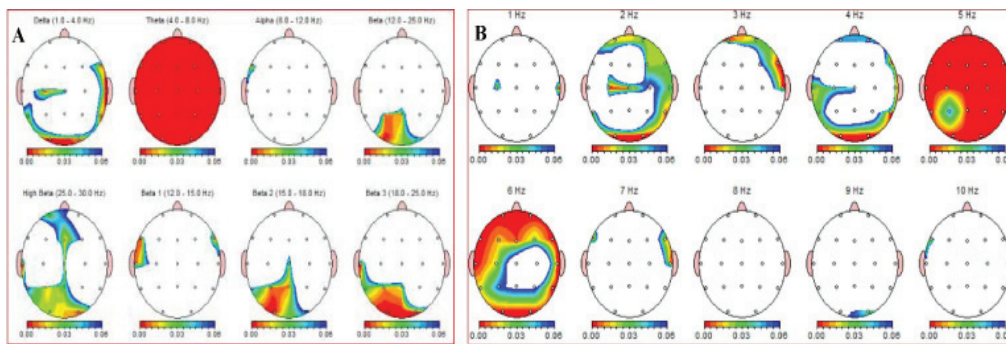 A
Delta (1.0 - 4.0 Hz) Theta (4.0 - 8.0 Hz) Alpha (8.0 - 12.0 Hz) Beta (12.0 - 25.0 Hz)
0.00 0.03 0.06 0.00 0.03 0.06 0.00 0.03 0.06 0.00 0.03 0.06
High Beta (25.0 - 30.0 Hz) Beta 1 (12.0 - 15.0 Hz) Beta 2 (15.0 - 18.0 Hz) Beta 3 (18.0 - 25.0 Hz)
0.00 0.03 0.06 0.00 0.03 0.06 0.00 0.03 0.06 0.00 0.03 0.06
B
1 Hz 2 Hz 3 Hz 4 Hz 5 Hz
0.00 0.03 0.06 0.00 0.03 0.06 0.00 0.03 0.06 0.00 0.03 0.06 0.00 0.03 0.06
6 Hz 7 Hz 8 Hz 9 Hz 10 Hz
0.00 0.03 0.06 0.00 0.03 0.06 0.00 0.03 0.06 0.00 0.03 0.06 0.00 0.03 0.06